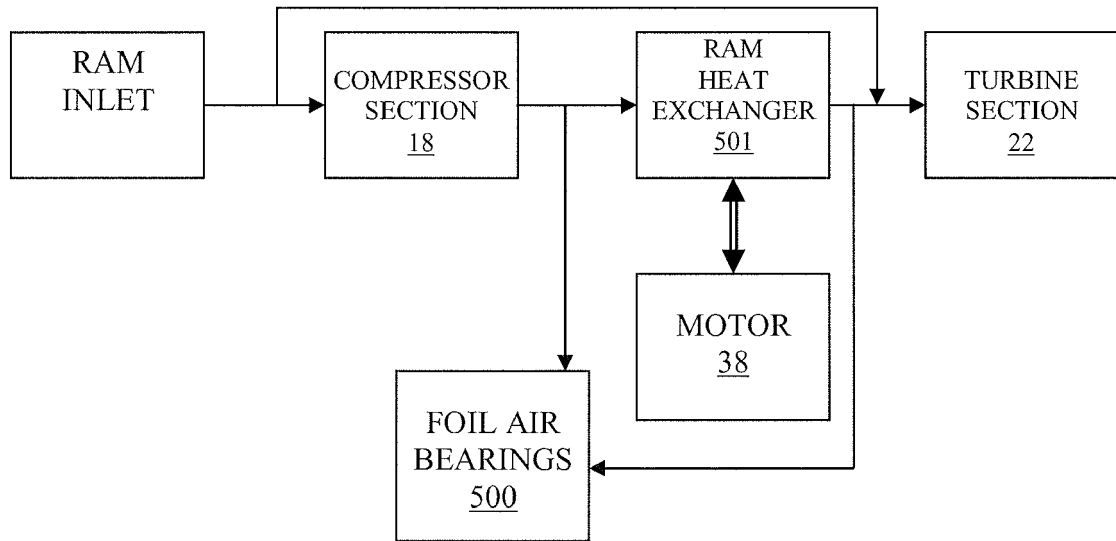 RAM
INLET
COMPRESSOR
SECTION
18
RAM
HEAT
EXCHANGER
501
TURBINE
SECTION
22
MOTOR
38
FOIL AIR
BEARINGS
500